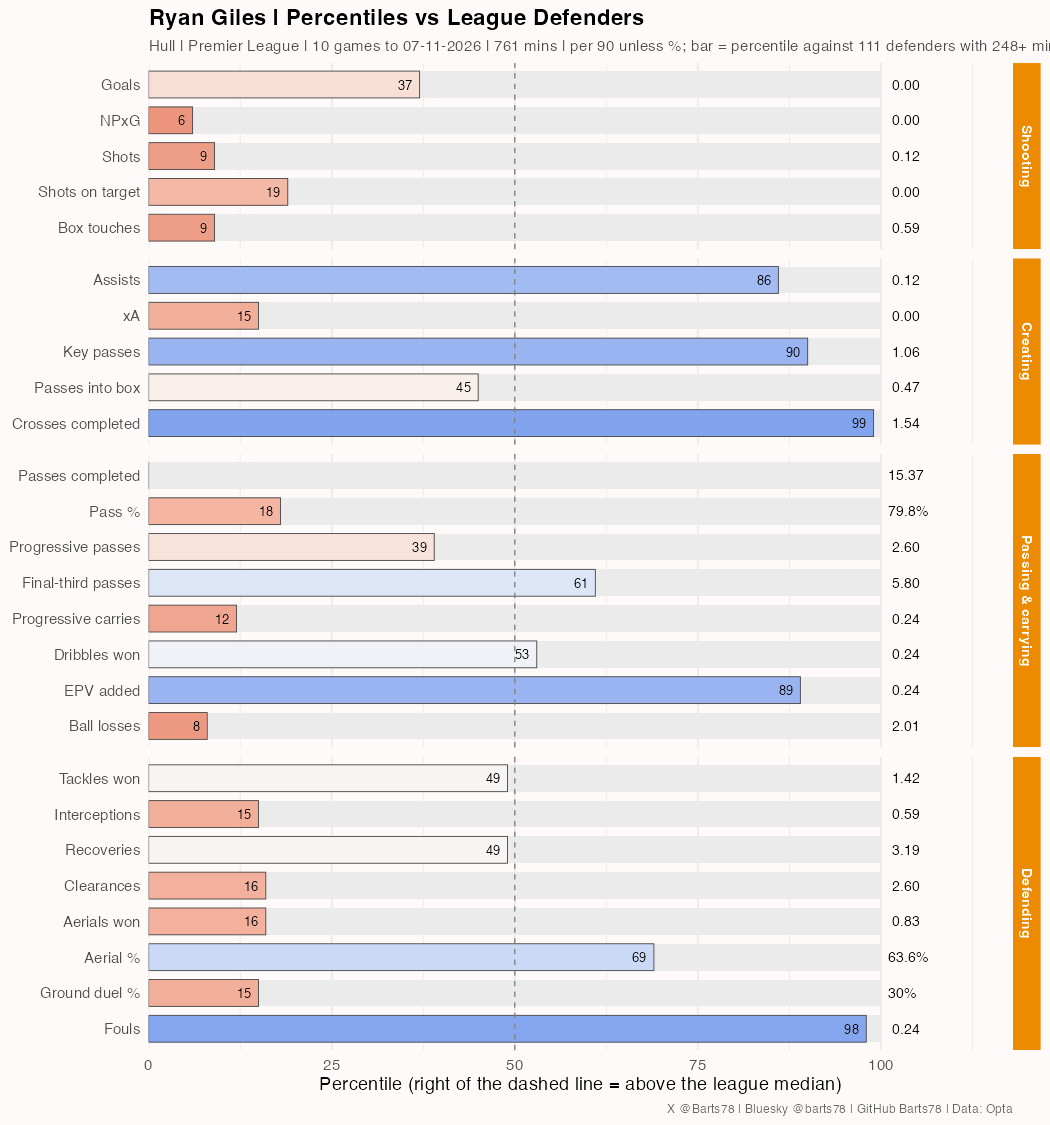 Ryan Giles | Percentiles vs League Defenders
Hull | Premier League | 10 games to 07-11-2026 | 761 mins | per 90 unless %; bar = percentile against 111 defenders with 248+
Goals 37 0.00
NPxG 6 0.00
Shots 9 0.12
Shots on target 19 0.00
Box touches 9 0.59
Shooting
Assists 86 0.12
xA 15 0.00
Key passes 90 1.06
Passes into box 45 0.47
Crosses completed 99 1.54
Creating
Passes completed 15.37
Pass % 18 79.8%
Progressive passes 39 2.60
Final-third passes 61 5.80
Progressive carries 12 0.24
Dribbles won 53 0.24
EPV added 89 0.24
Ball losses 8 2.01
Passing & carrying
Tackles won 49 1.42
Interceptions 15 0.59
Recoveries 49 3.19
Clearances 16 2.60
Aerials won 16 0.83
Aerial % 69 63.6%
Ground duel % 15 30%
Fouls 98 0.24
Defending
0 25 50 75 100
Percentile (right of the dashed line = above the league median)
X @Barts78 | Bluesky @barts78 | GitHub Barts78 | Data: Opta